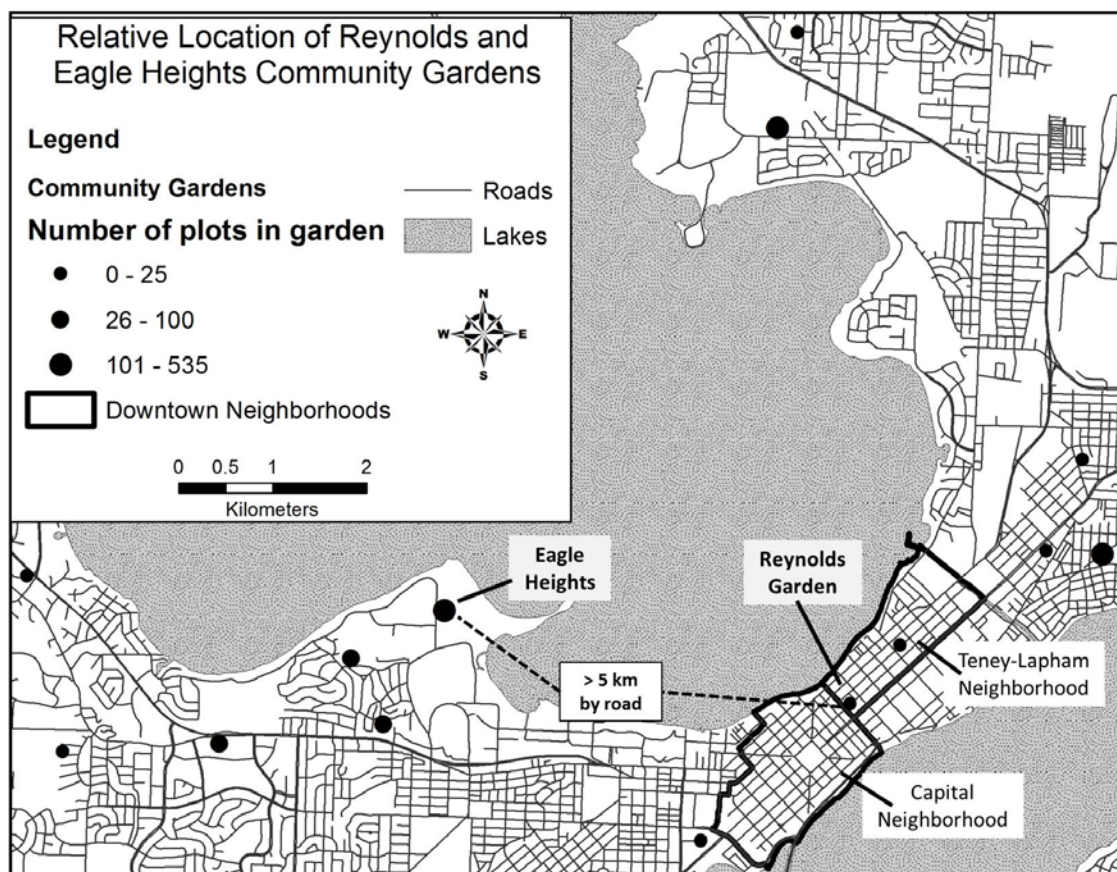 Relative Location of Reynolds and
Eagle Heights Community Gardens
Legend
Community Gardens
Roads
Number of plots in garden
Lakes
0 - 25
26 - 100
101 - 535
Downtown Neighborhoods
N
W E
S
0 0.5 1 2
Kilometers
Eagle
Heights
Reynolds
Garden
> 5 km
by road
Teney-Lapham
Neighborhood
Capital
Neighborhood